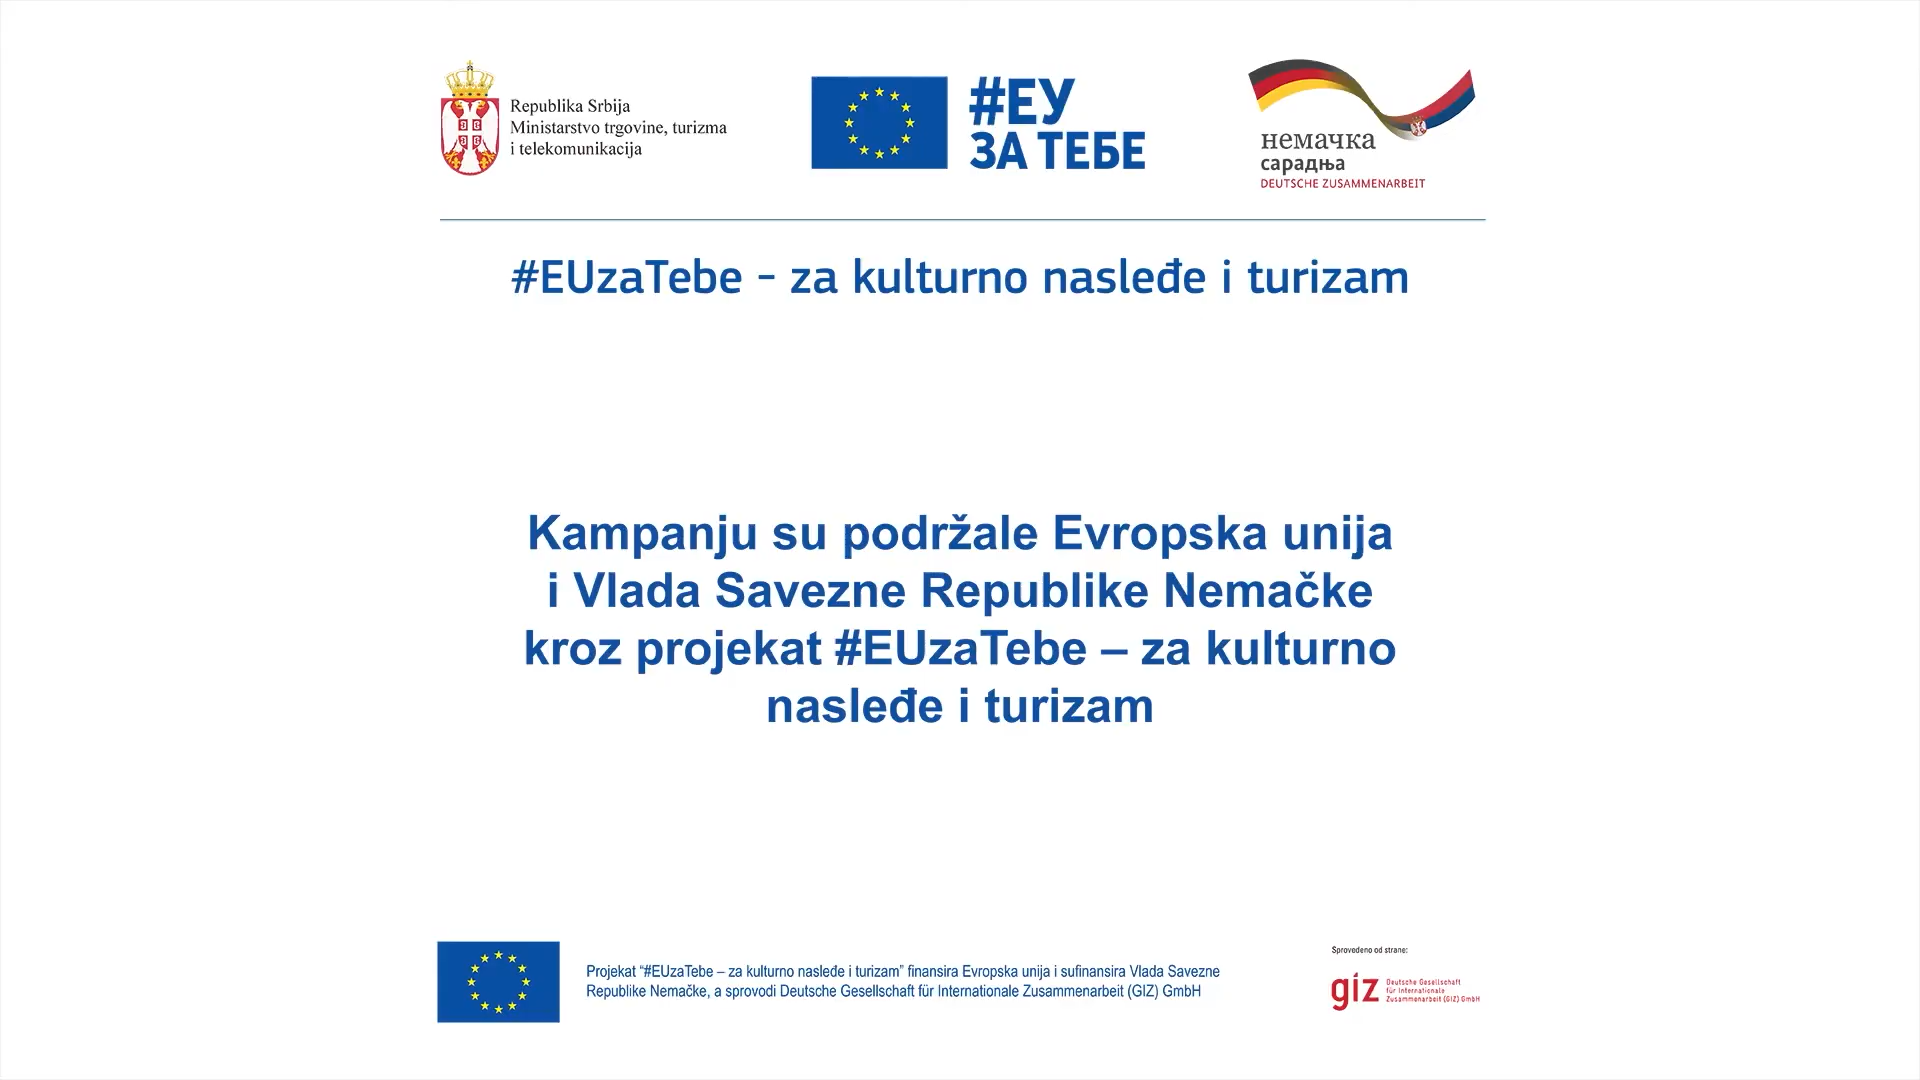 Republika Srbija
Ministarstvo trgovine, turizma
i telekomunikacija
#ЕУ
ЗА ТЕБЕ
немачка
сарадња
DEUTSCHE ZUSAMMENARBEIT
#EUzaTebe - za kulturno nasleđe i turizam
Kampanju su podržale Evropska unija
i Vlada Savezne Republike Nemačke
kroz projekat #EUzaTebe – za kulturno
nasleđe i turizam
Projekat “#EUzaTebe – za kulturno nasleđe i turizam” finansira Evropska unija i sufinansira Vlada Savezne
Republike Nemačke, a sprovodi Deutsche Gesellschaft für Internationale Zusammenarbeit (GIZ) GmbH
Sprovedeno od strane:
giz
Deutsche Gesellschaft
für Internationale
Zusammenarbeit (GIZ) GmbH